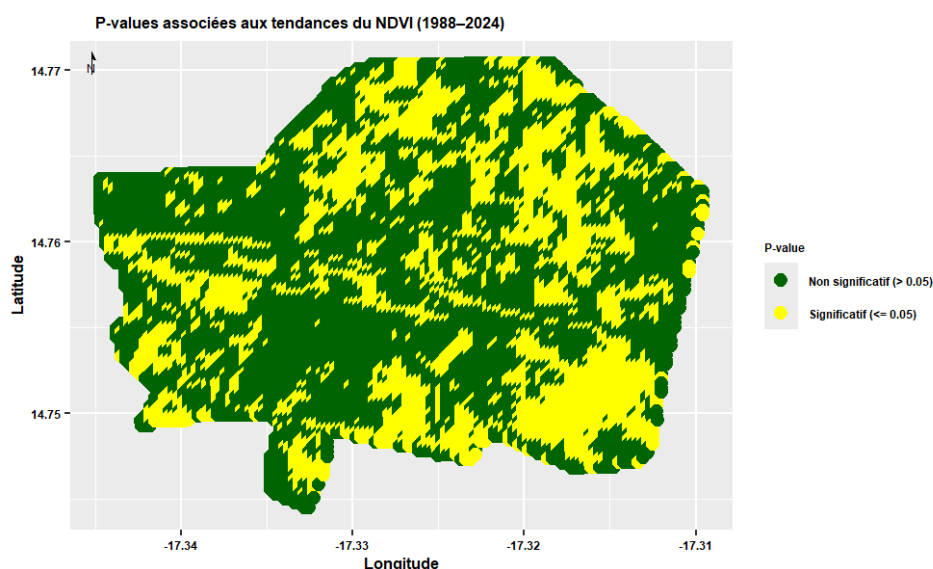 P-values associées aux tendances du NDVI (1988–2024)
N
14.77
14.76
14.75
Latitude
-17.34
-17.33
-17.32
-17.31
Longitude
P-value
Non significatif (> 0.05)
Significatif (<= 0.05)